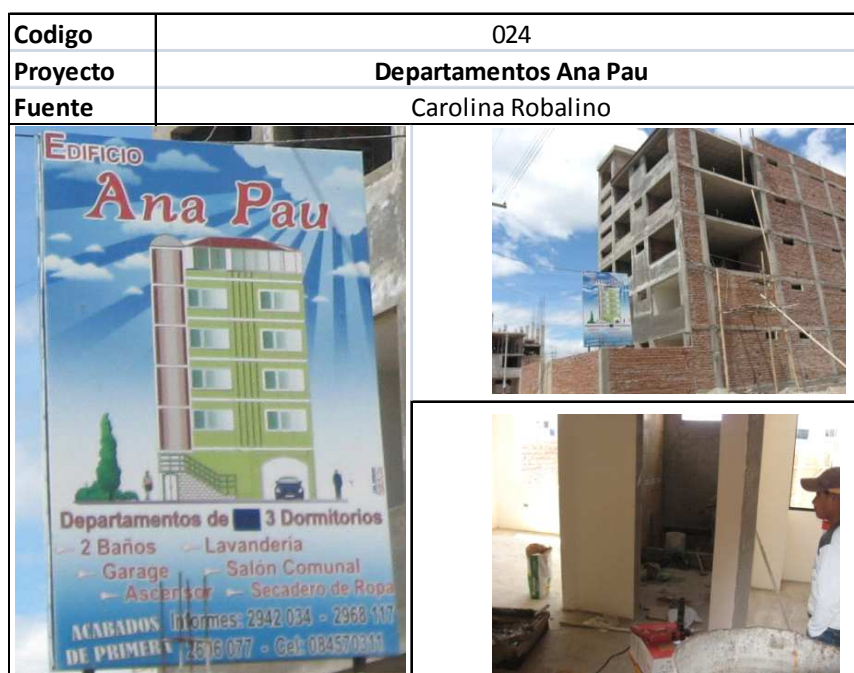 Codigo 024
Proyecto Departamentos Ana Pau
Fuente Carolina Robalino
EDIFICIO
Ana Pau
Departamentos de 3 Dormitorios
2 Baños Lavanderia
Garage Salón Comunal
Ascensor Secadero de Ropa
ACABADOS
DE PRIMERA
Informes: 2942 034 - 2968 117
077 - Cel: 084570311